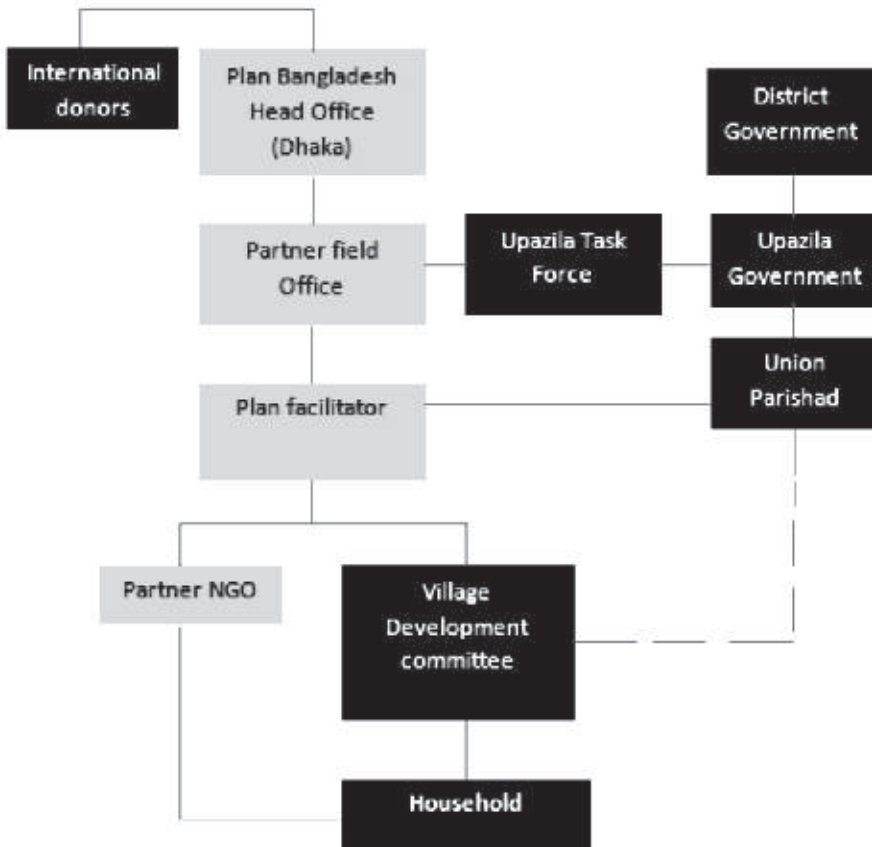 International
donors
Plan Bangladesh
Head Office
(Dhaka)
District
Government
Partner field
Office
Upazila Task
Force
Upazila
Government
Union
Parishad
Plan facilitator
Partner NGO
Village
Development
committee
Household